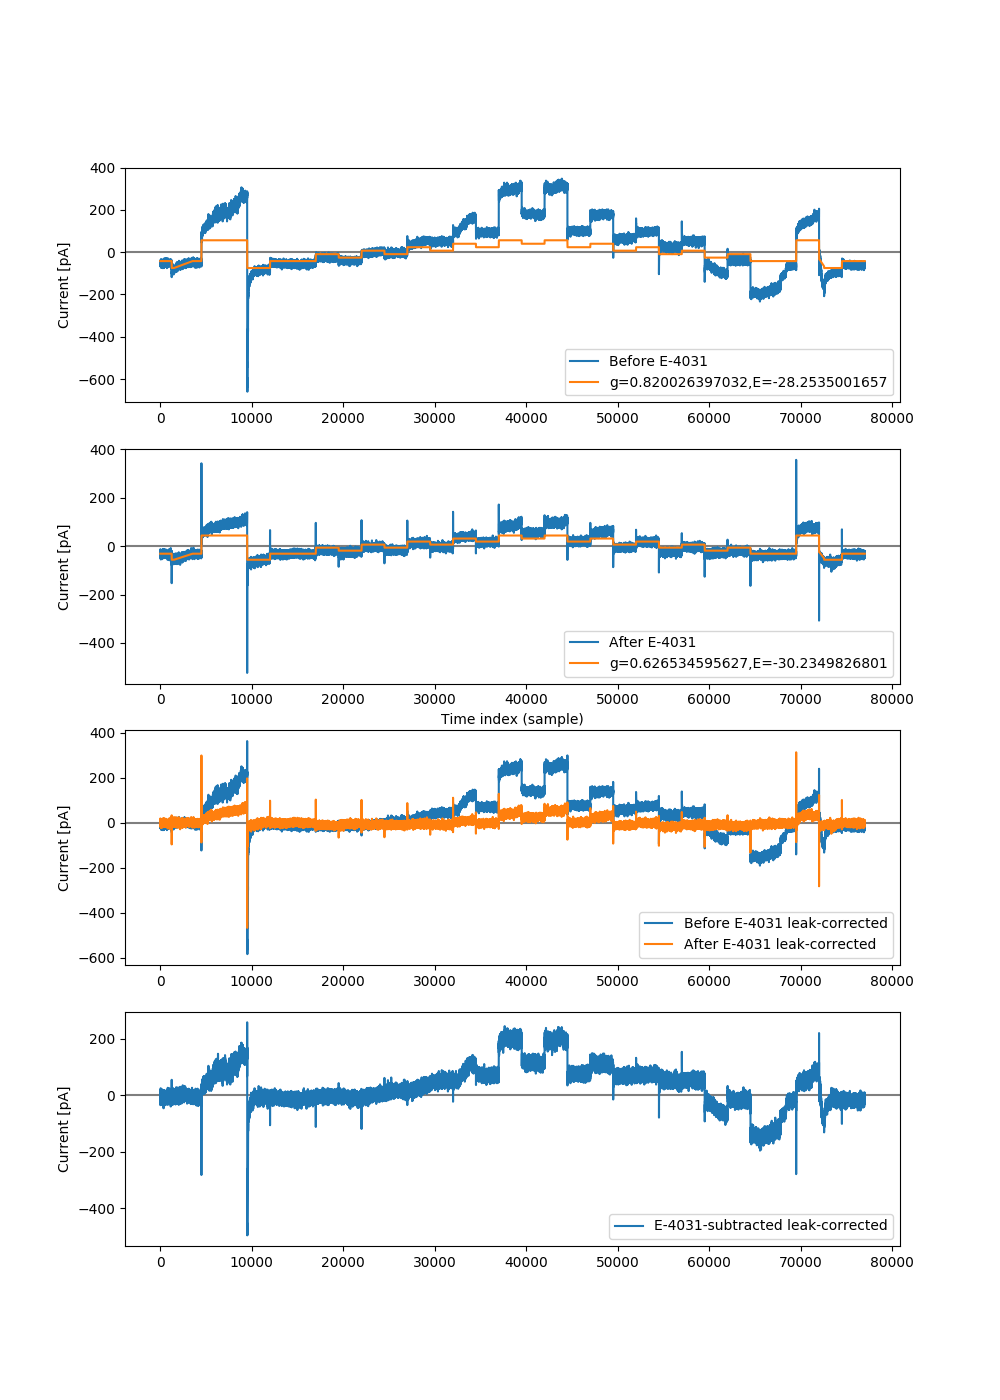 400
200
0
−200
−400
−600
Current [pA]
Before E-4031
g=0.820026397032,E=-28.2535001657
0 10000 20000 30000 40000 50000 60000 70000 80000
400
200
0
−200
−400
Current [pA]
After E-4031
g=0.626534595627,E=-30.2349826801
0 10000 20000 30000 40000 50000 60000 70000 80000
Time index (sample)
400
200
0
−200
−400
−600
Current [pA]
Before E-4031 leak-corrected
After E-4031 leak-corrected
0 10000 20000 30000 40000 50000 60000 70000 80000
200
0
−200
−400
Current [pA]
E-4031-subtracted leak-corrected
0 10000 20000 30000 40000 50000 60000 70000 80000